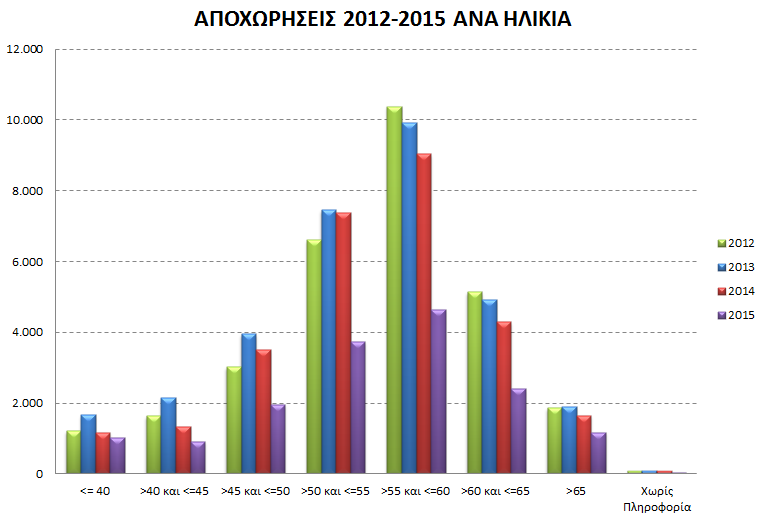 ΑΠΟΧΩΡΗΣΕΙΣ 2012-2015 ΑΝΑ ΗΛΙΚΙΑ
12.000
10.000
8.000
6.000
4.000
2.000
0
<= 40
>40 και <=45
>45 και <=50
>50 και <=55
>55 και <=60
>60 και <=65
>65
Χωρίς
Πληροφορία
2012
2013
2014
2015